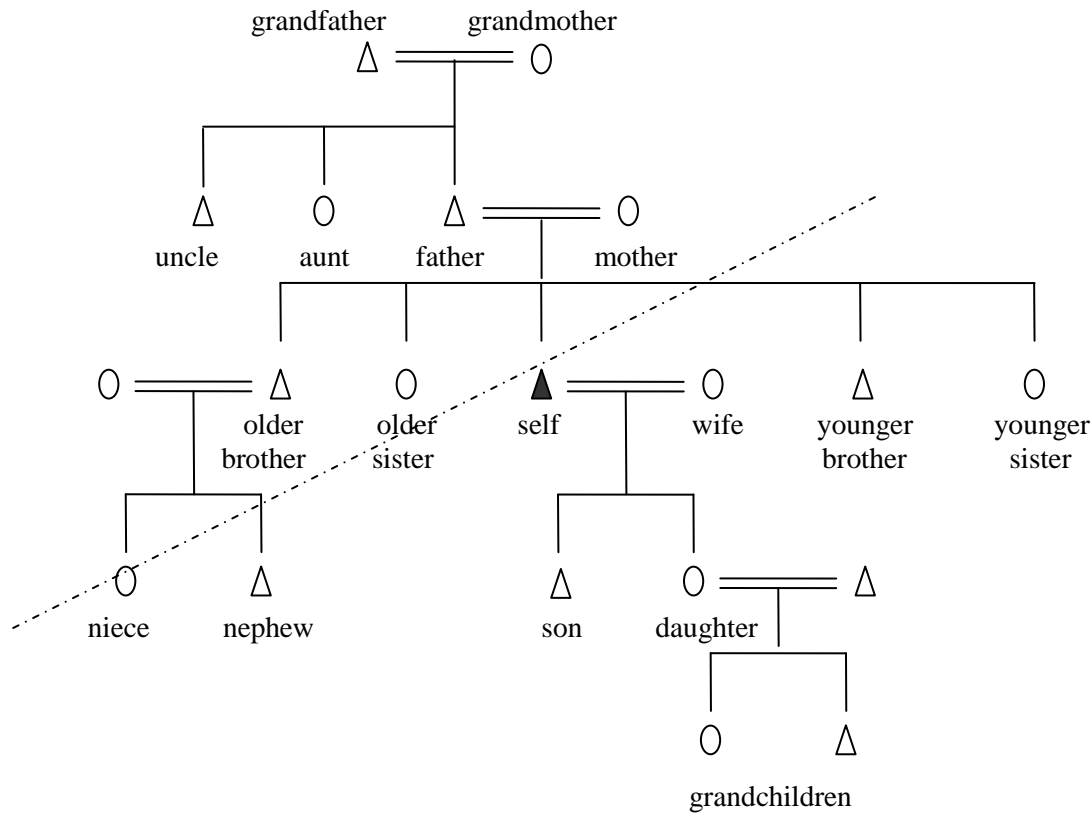 grandfather grandmother
uncle aunt father mother
older older self wife younger younger
brother sister brother sister
niece nephew son daughter
grandchildren